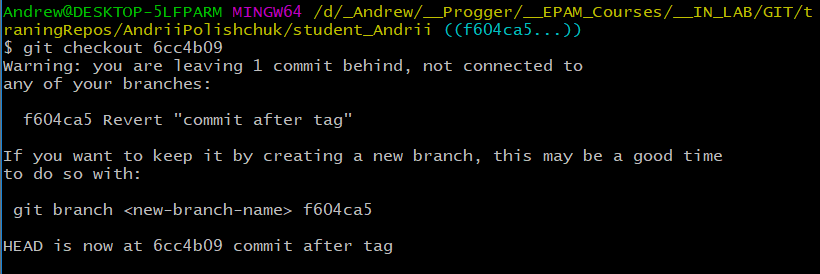 Andrew@DESKTOP-5LFPARM MINGW64 /d/_Andrew/__Progger/__EPAM_Courses/__IN_LAB/GIT/t
raningRepos/AndriiPolishchuk/student_Andrii ((f604ca5...))
$ git checkout 6cc4b09
Warning: you are leaving 1 commit behind, not connected to
any of your branches:

  f604ca5 Revert "commit after tag"

If you want to keep it by creating a new branch, this may be a good time
to do so with:

 git branch <new-branch-name> f604ca5

HEAD is now at 6cc4b09 commit after tag